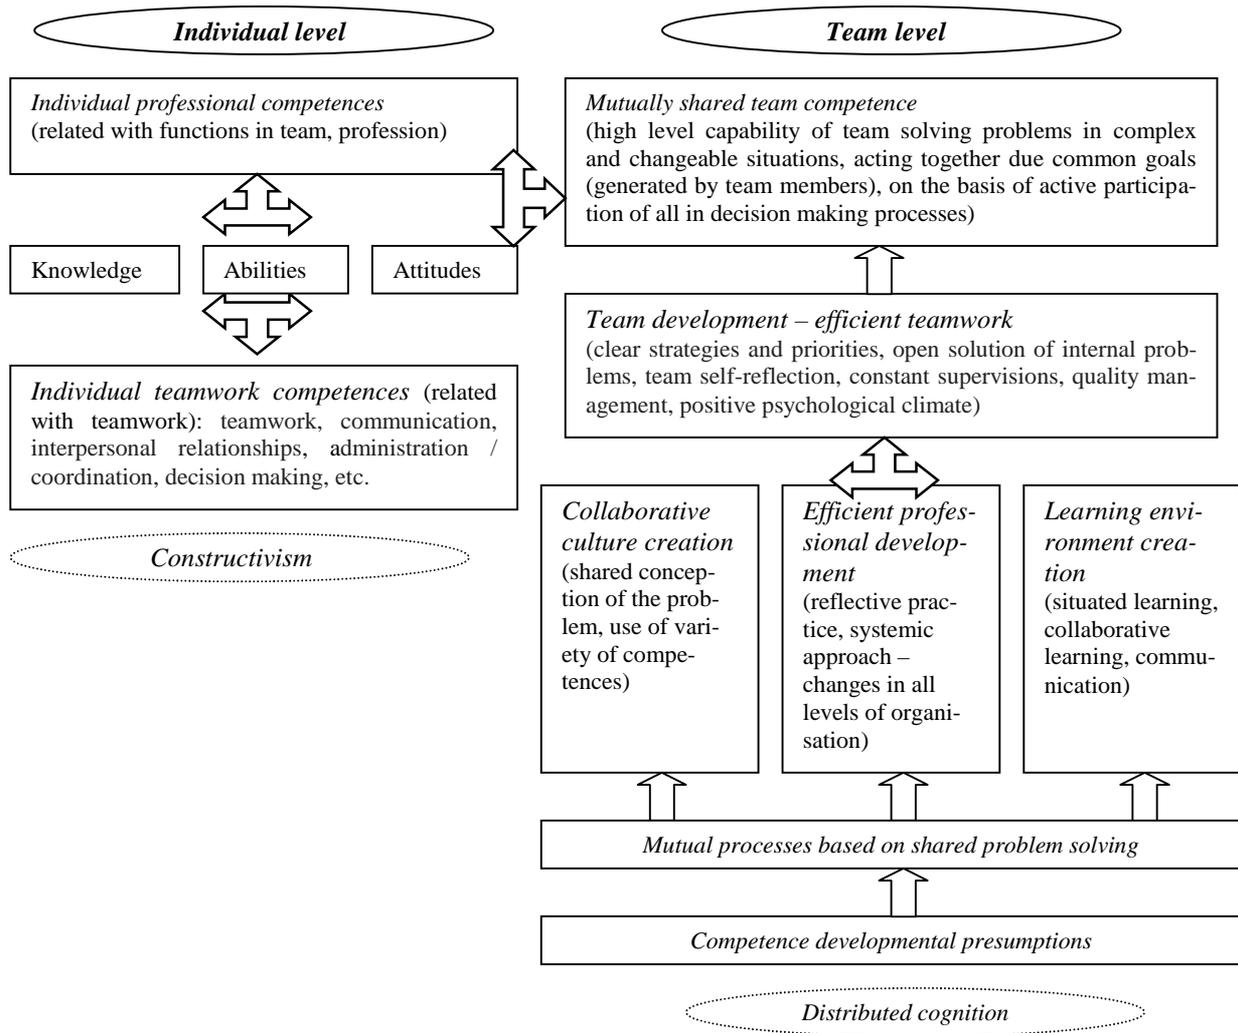 Individual level
Team level
Individual professional competences
(related with functions in team, profession)
Mutually shared team competence
(high level capability of team solving problems in complex
and changeable situations, acting together due common goals
(generated by team members), on the basis of active participa-
tion of all in decision making processes)
Knowledge
Abilities
Attitudes
Team development – efficient teamwork
(clear strategies and priorities, open solution of internal prob-
lems, team self-reflection, constant supervisions, quality man-
agement, positive psychological climate)
Individual teamwork competences (related
with teamwork): teamwork, communication,
interpersonal relationships, administration /
coordination, decision making, etc.
Constructivism
Collaborative
culture creation
(shared concep-
tion of the prob-
lem, use of vari-
ety of compe-
tences)
Efficient profes-
sional develop-
ment
(reflective prac-
tice, systemic
approach –
changes in all
levels of organi-
sation)
Learning envi-
ronment crea-
tion
(situated learning,
collaborative
learning, commu-
nication)
Mutual processes based on shared problem solving
Competence developmental presumptions
Distributed cognition